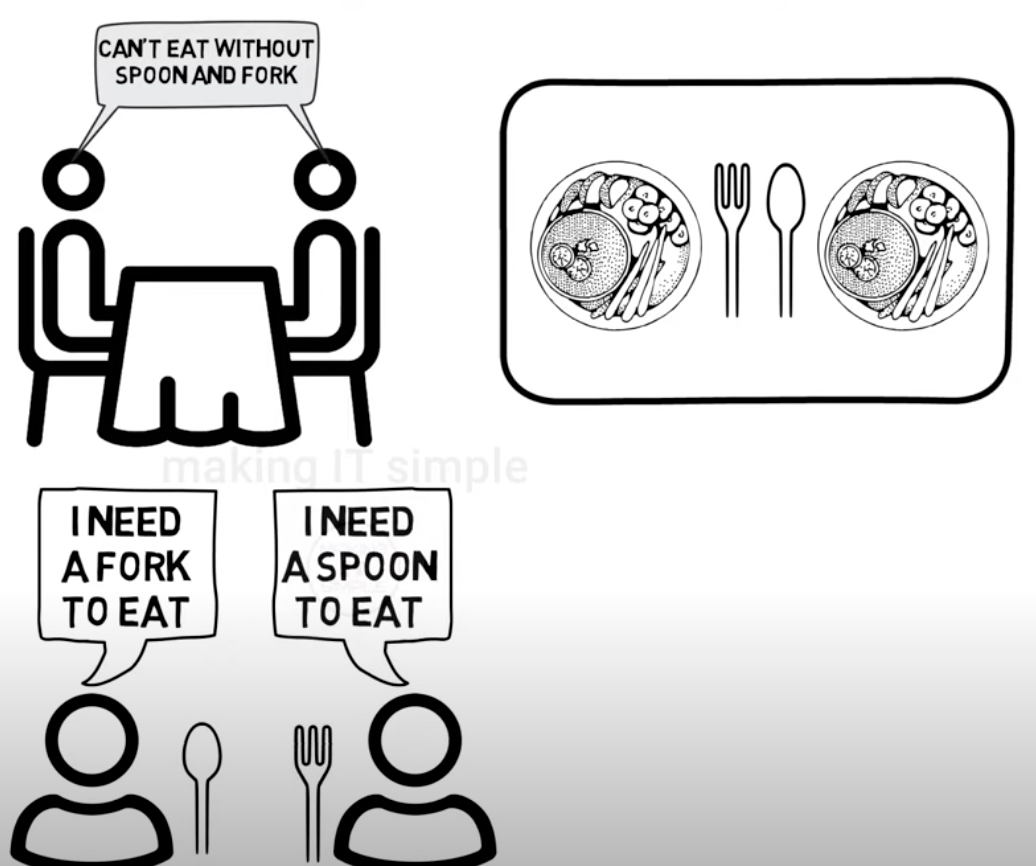 CAN'T EAT WITHOUT
SPOON AND FORK
making IT simple
I NEED
A FORK
TO EAT
I NEED
A SPOON
TO EAT